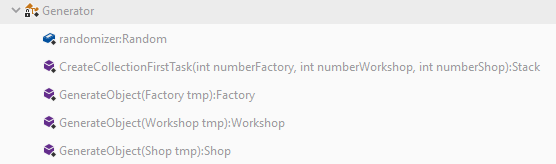 Generator
randomizer:Random
CreateCollectionFirstTask(int numberFactory, int numberWorkshop, int numberShop):Stack
GenerateObject(Factory tmp):Factory
GenerateObject(Workshop tmp):Workshop
GenerateObject(Shop tmp):Shop